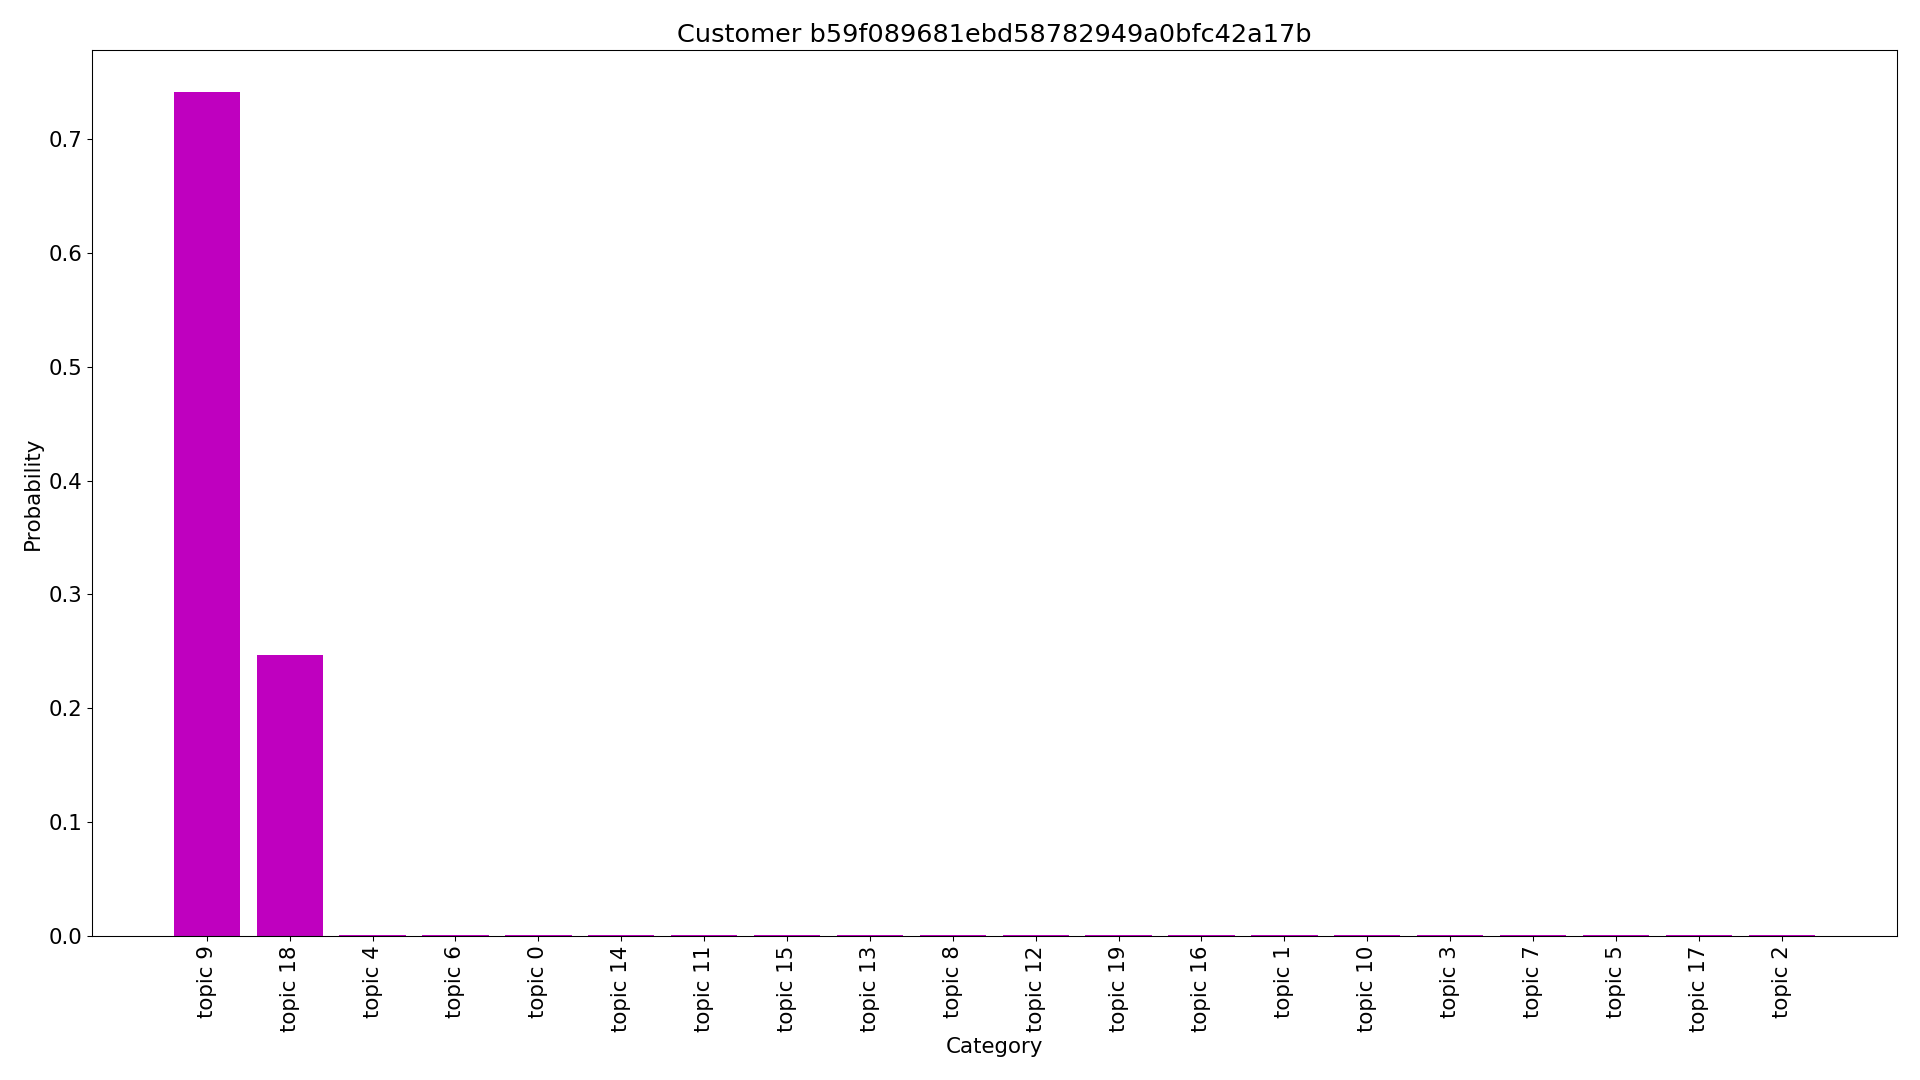 Customer b59f089681ebd58782949a0bfc42a17b
Probability
0.7
0.6
0.5
0.4
0.3
0.2
0.1
0.0
topic 9
topic 18
topic 4
topic 6
topic 0
topic 14
topic 11
topic 15
topic 13
topic 8
topic 12
topic 19
topic 16
topic 1
topic 10
topic 3
topic 7
topic 5
topic 17
topic 2
Category